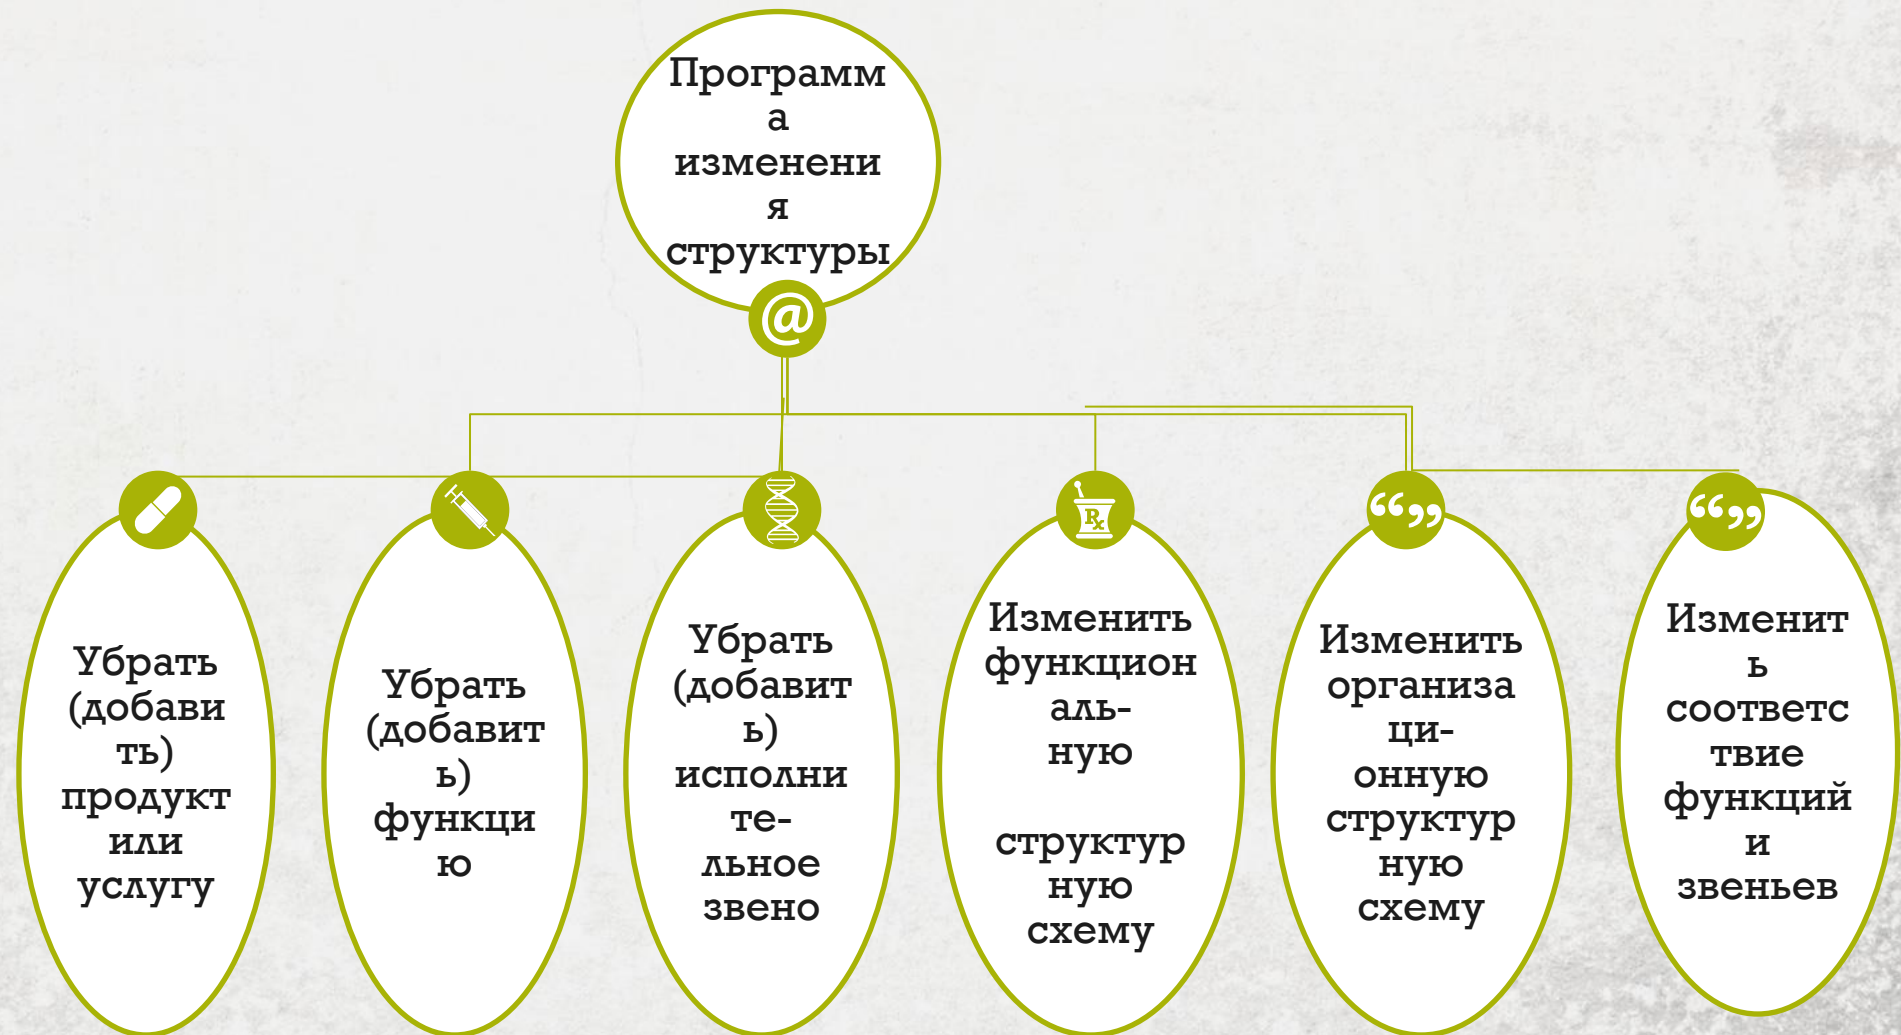 Программ
а
изменени
я
структуры
@
Убрать
(добави
ть)
продукт
или
услугу
Убрать
(добавит
ь)
функци
ю
Убрать
(добавит
ь)
исполни
те-
льное
звено
Rx
Изменить
функцион
аль-
ную
структур
ную
схему
“”
Изменить
организа
ци-
онную
структур
ную
схему
“”
Изменит
ь
соответс
твие
функций
и
звеньев